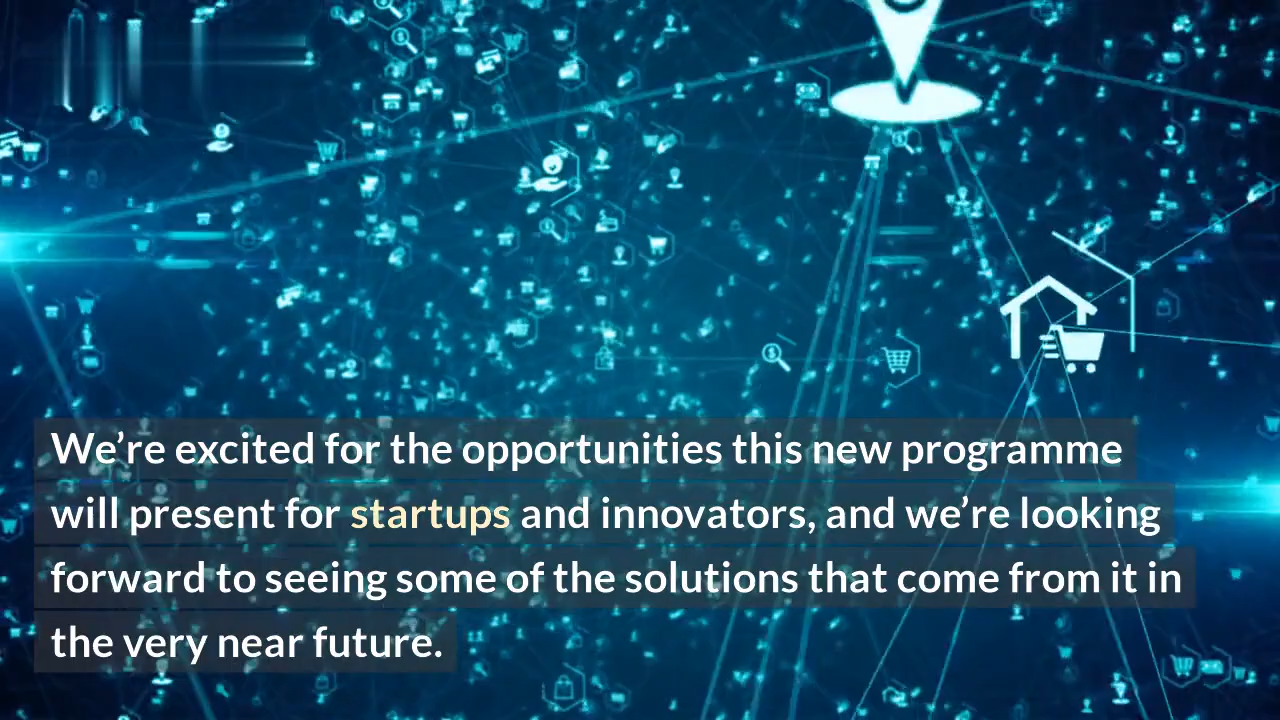 We’re excited for the opportunities this new programme
will present for startups and innovators, and we’re looking
forward to seeing some of the solutions that come from it in
the very near future.